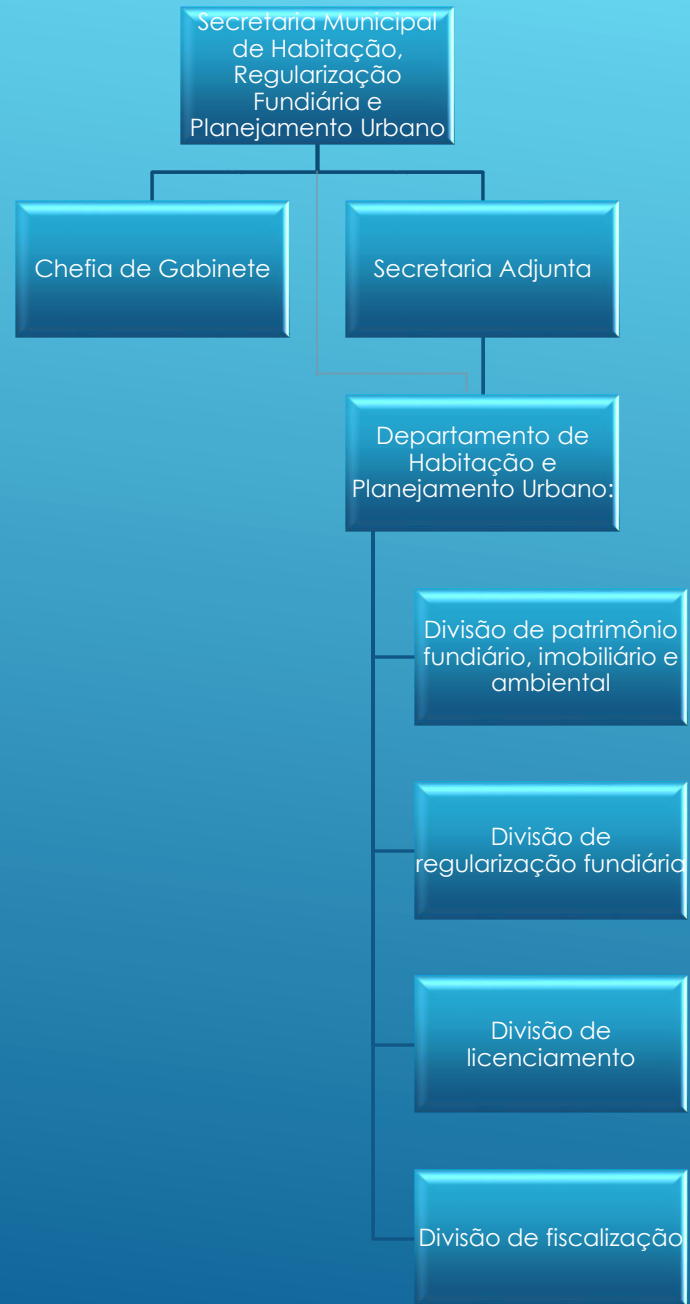 Secretaria Municipal
de Habitação,
Regularização
Fundiária e
Planejamento Urbano
Chefia de Gabinete
Secretaria Adjunta
Departamento de
Habitação e
Planejamento Urbano:
Divisão de patrimônio
fundiário, imobiliário e
ambiental
Divisão de
regularização fundiária
Divisão de
licenciamento
Divisão de fiscalização